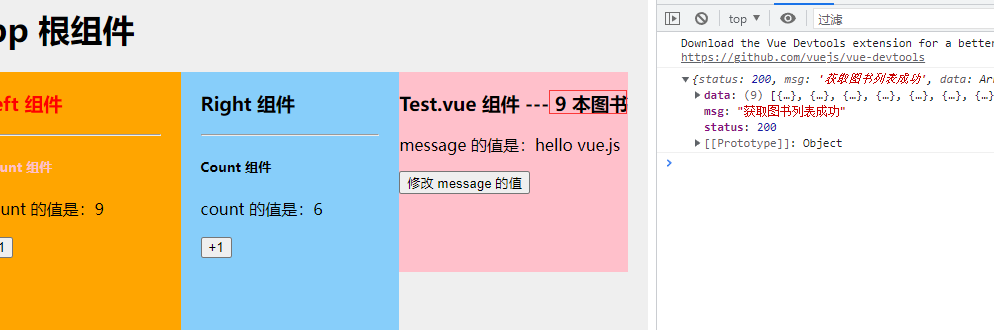 pp 根组件
eft 组件
unt 组件
unt 的值是：9
1
Right 组件
Count 组件
count 的值是：6
+1
Test.vue 组件 --- 9 本图书
message 的值是：hello vue.js
修改 message 的值
top
过滤
Download the Vue Devtools extension for a better
https://github.com/vuejs/vue-devtools
{status: 200, msg: '获取图书列表成功', data: Ar
data: (9) [{…}, {…}, {…}, {…}, {…}, {…}, {…}
msg: "获取图书列表成功"
status: 200
[[Prototype]]: Object